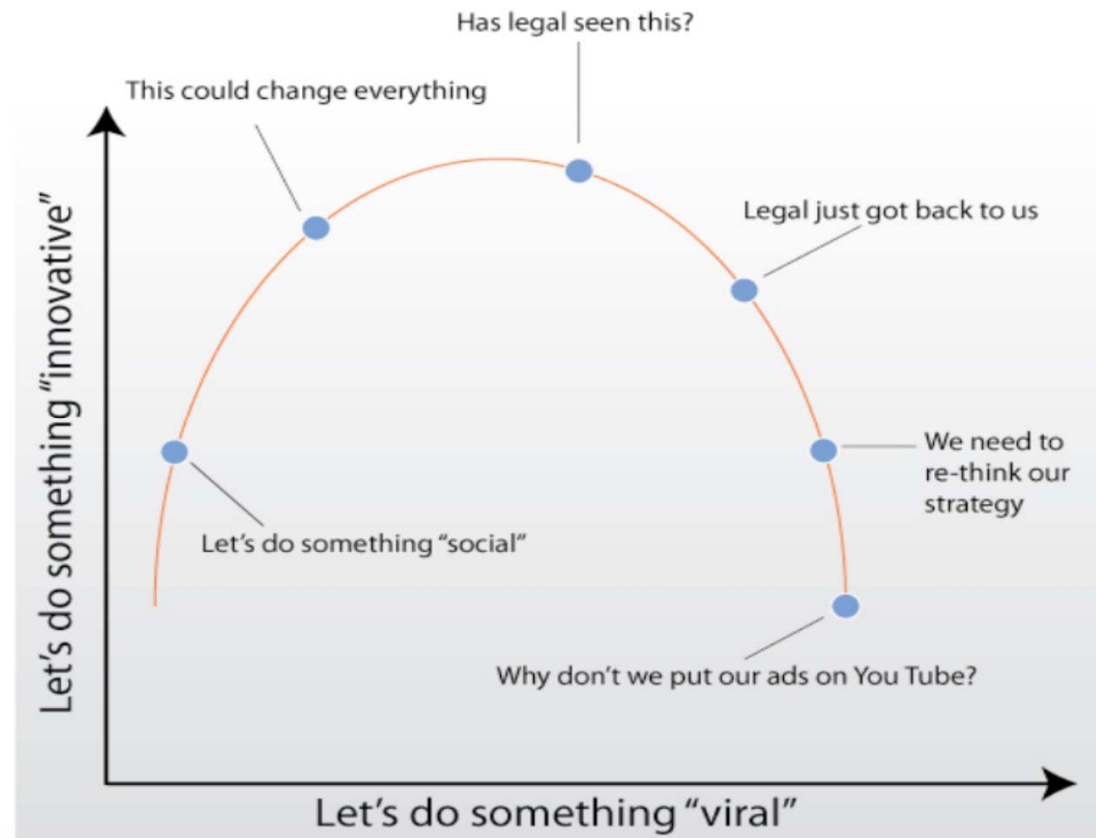 Has legal seen this?
This could change everything
Legal just got back to us
We need to
re-think our
strategy
Let's do something “social”
Why don't we put our ads on You Tube?
Let's do something “innovative”
Let's do something “viral”